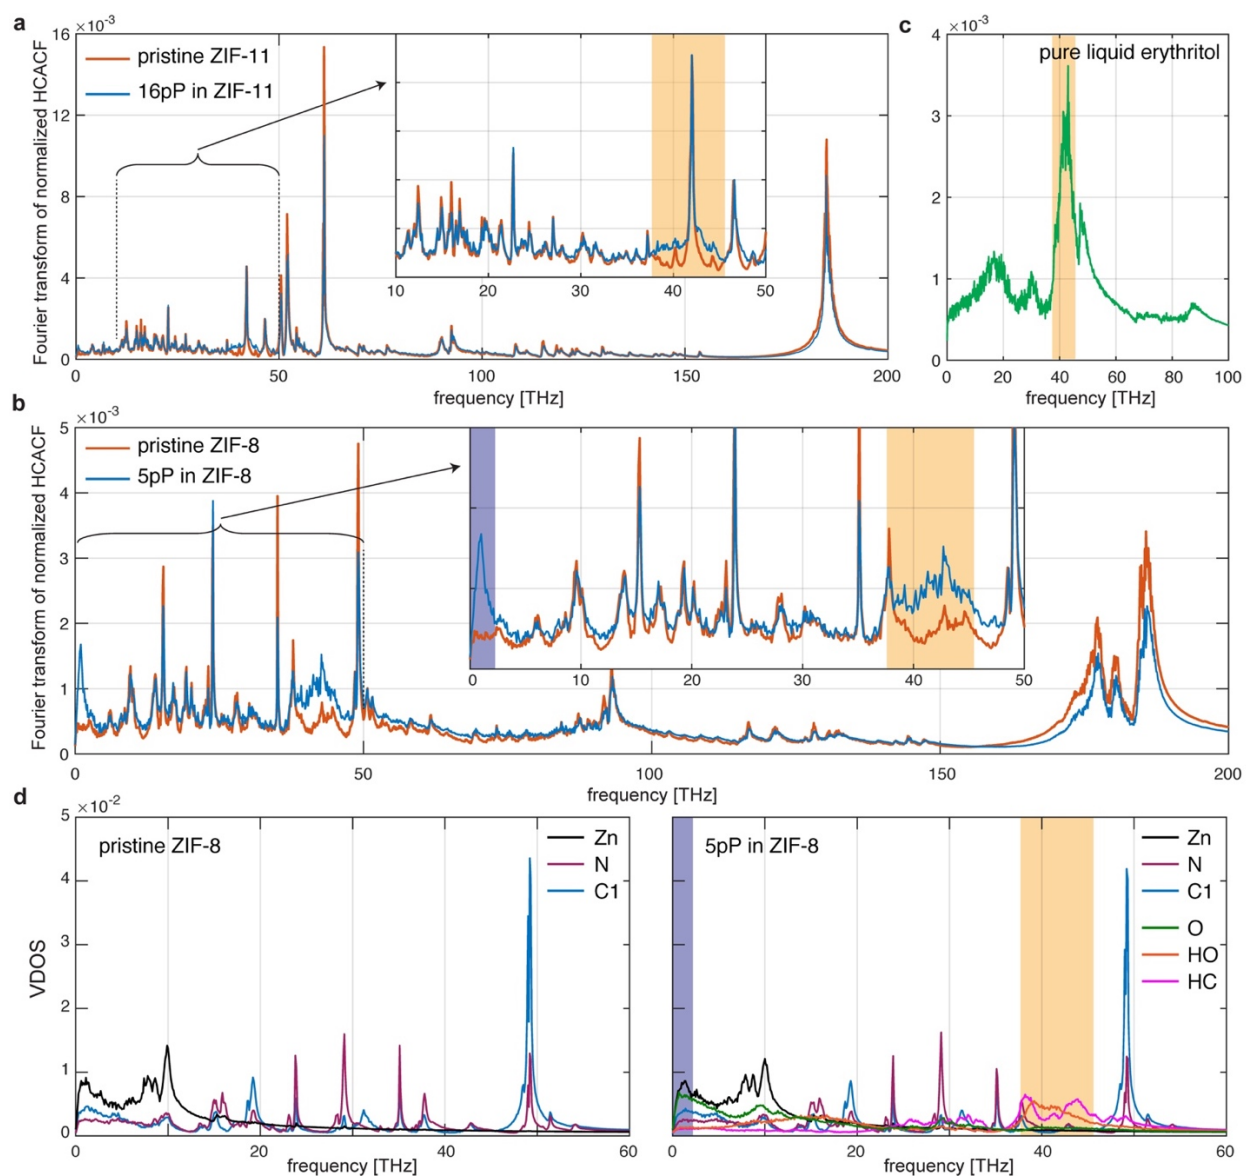 a
×10⁻³
16
12
8
4
0
Fourier transform of normalized HCACF
pristine ZIF-11
16pP in ZIF-11
10 20 30 40 50
0 50 100 150 200
frequency [THz]
c
×10⁻³
4
3
2
1
0
pure liquid erythritol
0 20 40 60 80 100
frequency [THz]
b
×10⁻³
5
4
3
2
1
0
Fourier transform of normalized HCACF
pristine ZIF-8
5pP in ZIF-8
0 10 20 30 40 50
0 50 100 150 200
frequency [THz]
d
×10⁻²
5
4
3
2
1
0
VDOS
pristine ZIF-8
Zn
N
C1
0 20 40 60
frequency [THz]
5pP in ZIF-8
Zn
N
C1
O
HO
HC
0 20 40 60
frequency [THz]